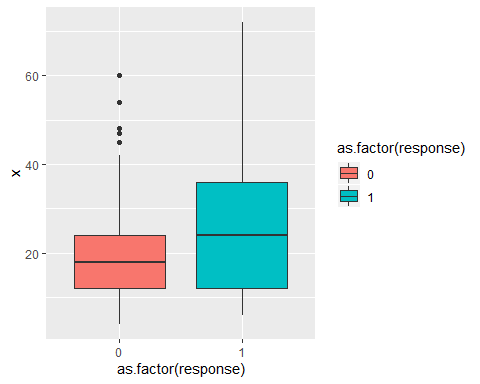 x
60
40
20
0
1
as.factor(response)
as.factor(response)
0
1